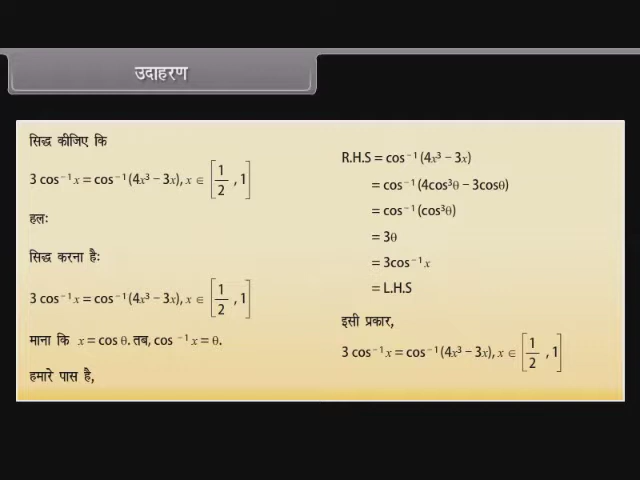 उदाहरण
सिद्ध कीजिए कि
3 cos⁻¹x = cos⁻¹(4x³ − 3x), x ∈ [1/2 , 1]
हलः
सिद्ध करना हैः
3 cos⁻¹x = cos⁻¹(4x³ − 3x), x ∈ [1/2 , 1]
माना कि x = cos θ. तब, cos ⁻¹x = θ.
हमारे पास है,
R.H.S = cos⁻¹(4x³ − 3x)
= cos⁻¹(4cos³θ − 3cosθ)
= cos⁻¹(cos³θ)
= 3θ
= 3cos⁻¹x
= L.H.S
इसी प्रकार,
3 cos⁻¹x = cos⁻¹(4x³ − 3x), x ∈ [1/2 , 1]